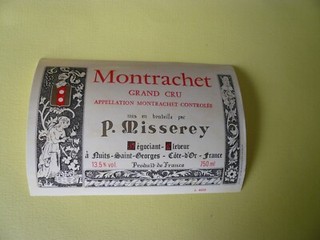 Montrachet
GRAND CRU
APPELLATION MONTRACHET CONTROLÉE
mis en bouteille par
P. Misserey
Négociant-Eleveur
à Nuits-Saint-Georges - Côte-d'Or - France
13,5% vol. Produit de France 750 ml